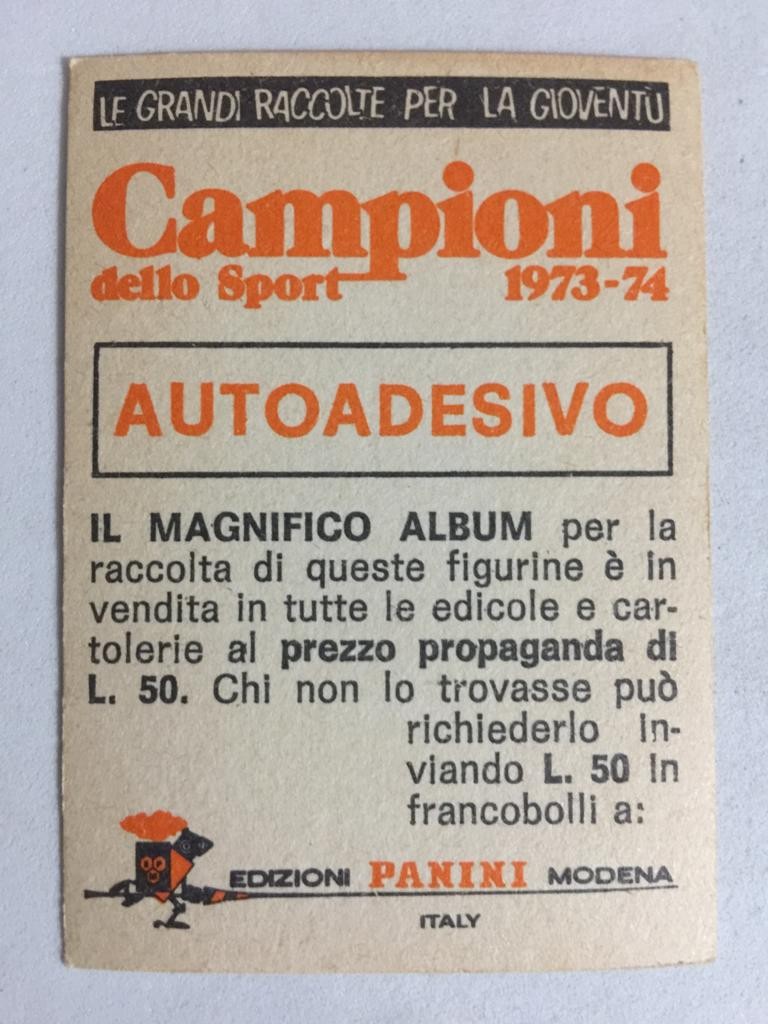 LE GRANDI RACCOLTE PER LA GIOVENTÙ
Campioni
dello Sport 1973-74
AUTOADESIVO
IL MAGNIFICO ALBUM per la
raccolta di queste figurine è in
vendita in tutte le edicole e car-
tolerie al prezzo propaganda di
L. 50. Chi non lo trovasse può
richiederlo in-
viando L. 50 in
francobolli a:
EDIZIONI PANINI MODENA
ITALY